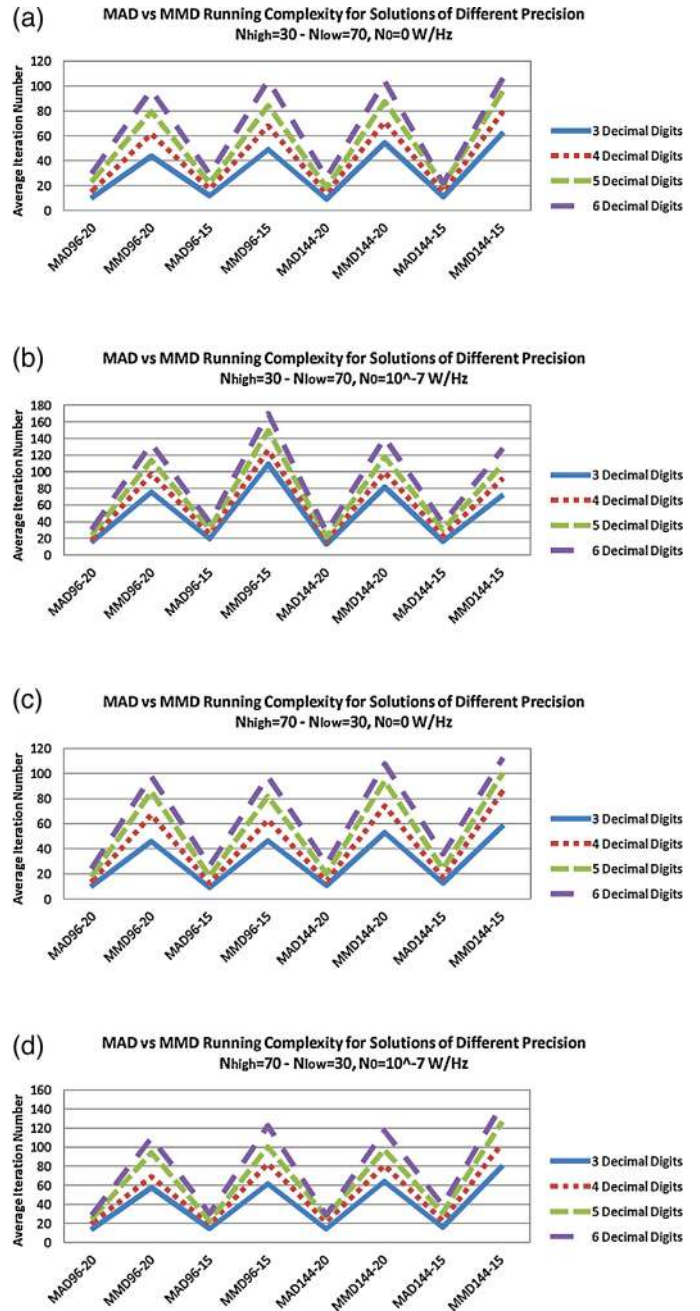 (a)
MAD vs MMD Running Complexity for Solutions of Different Precision
Nhigh=30 - Nlow=70, N0=0 W/Hz
Average Iteration Number
120
100
80
60
40
20
0
MAD96-20
MMD96-20
MAD96-15
MMD96-15
MAD144-20
MMD144-20
MAD144-15
MMD144-15
3 Decimal Digits
4 Decimal Digits
5 Decimal Digits
6 Decimal Digits
(b)
MAD vs MMD Running Complexity for Solutions of Different Precision
Nhigh=30 - Nlow=70, N0=10^-7 W/Hz
Average Iteration Number
180
160
140
120
100
80
60
40
20
0
MAD96-20
MMD96-20
MAD96-15
MMD96-15
MAD144-20
MMD144-20
MAD144-15
MMD144-15
3 Decimal Digits
4 Decimal Digits
5 Decimal Digits
6 Decimal Digits
(c)
MAD vs MMD Running Complexity for Solutions of Different Precision
Nhigh=70 - Nlow=30, N0=0 W/Hz
Average Iteration Number
120
100
80
60
40
20
0
MAD96-20
MMD96-20
MAD96-15
MMD96-15
MAD144-20
MMD144-20
MAD144-15
MMD144-15
3 Decimal Digits
4 Decimal Digits
5 Decimal Digits
6 Decimal Digits
(d)
MAD vs MMD Running Complexity for Solutions of Different Precision
Nhigh=70 - Nlow=30, N0=10^-7 W/Hz
Average Iteration Number
160
140
120
100
80
60
40
20
0
MAD96-20
MMD96-20
MAD96-15
MMD96-15
MAD144-20
MMD144-20
MAD144-15
MMD144-15
3 Decimal Digits
4 Decimal Digits
5 Decimal Digits
6 Decimal Digits